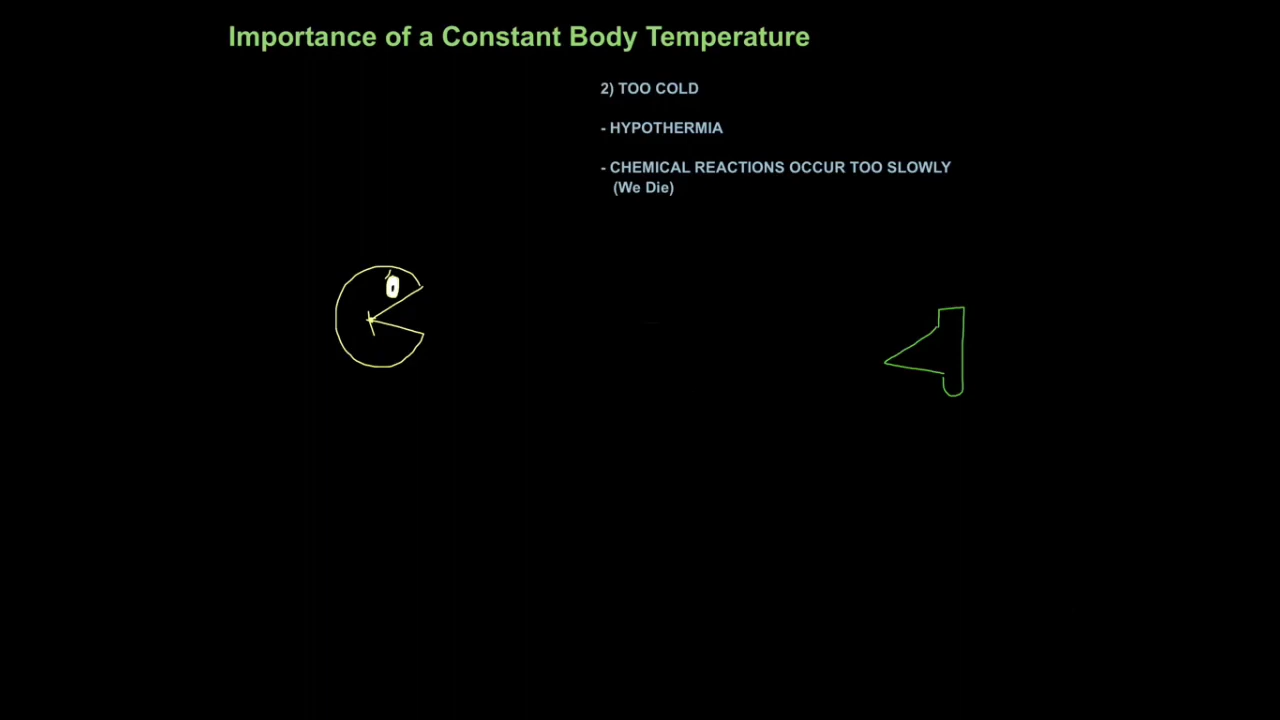 Importance of a Constant Body Temperature
2) TOO COLD
- HYPOTHERMIA
- CHEMICAL REACTIONS OCCUR TOO SLOWLY
(We Die)